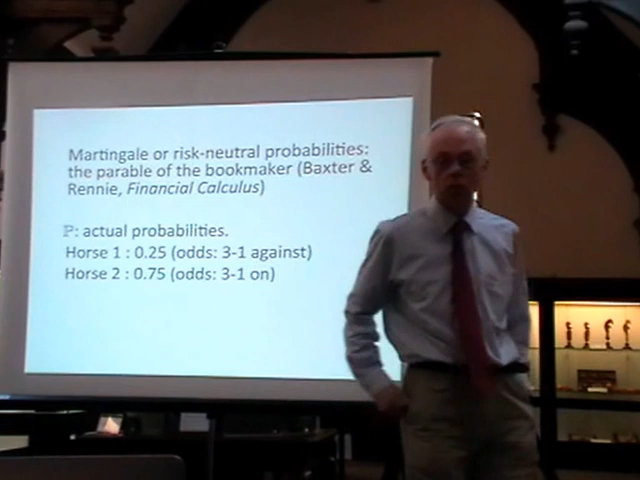 Martingale or risk-neutral probabilities:
the parable of the bookmaker (Baxter &
Rennie, Financial Calculus)
ℙ: actual probabilities.
Horse 1 : 0.25 (odds: 3-1 against)
Horse 2 : 0.75 (odds: 3-1 on)